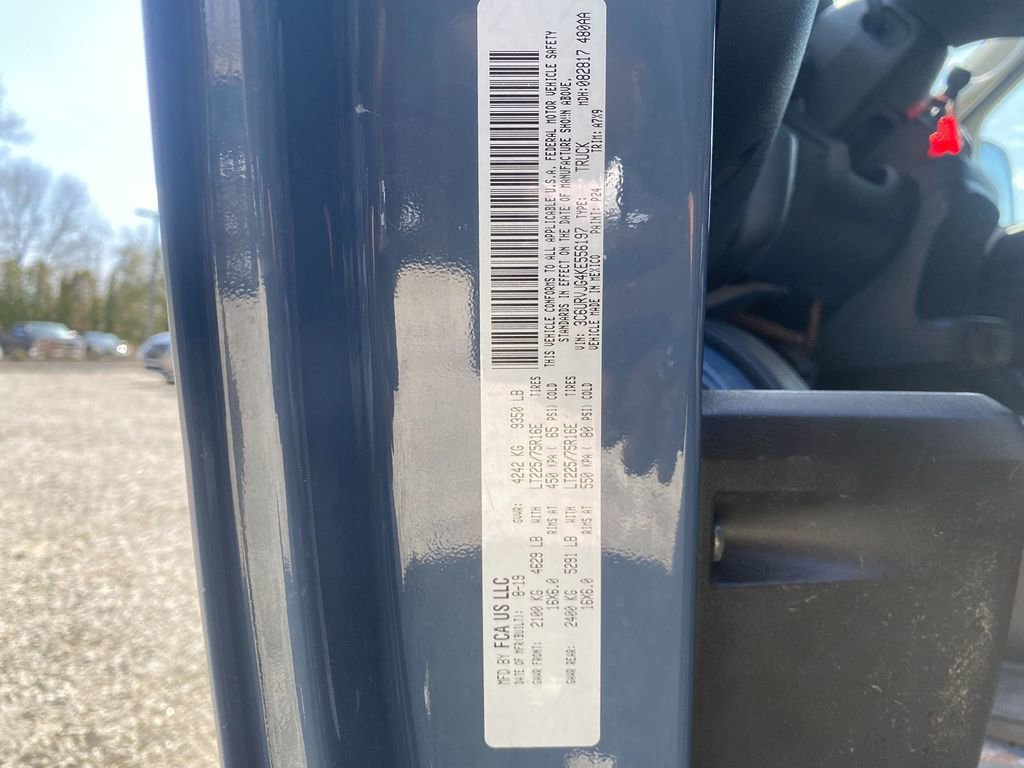 MFD BY FCA US LLC
DATE OF MFR(BUILT): 8-19 GVWR: 4242 KG 9350 LB
GAWR FRONT: 2100 KG 4629 LB WITH LT225/75R16E TIRES
16X6.0 RIMS AT 450 KPA ( 65 PSI) COLD
GAWR REAR: 2400 KG 5291 LB WITH LT225/75R16E TIRES
16X6.0 RIMS AT 550 KPA ( 80 PSI) COLD
THIS VEHICLE CONFORMS TO ALL APPLICABLE U.S.A. FEDERAL MOTOR VEHICLE SAFETY
STANDARDS IN EFFECT ON THE DATE OF MANUFACTURE SHOWN ABOVE.
VIN: 3C6URVJG4KE556197 TYPE: TRUCK MDH:082817 480AA
VEHICLE MADE IN MEXICO PAINT: P24 TRIM: A7X9